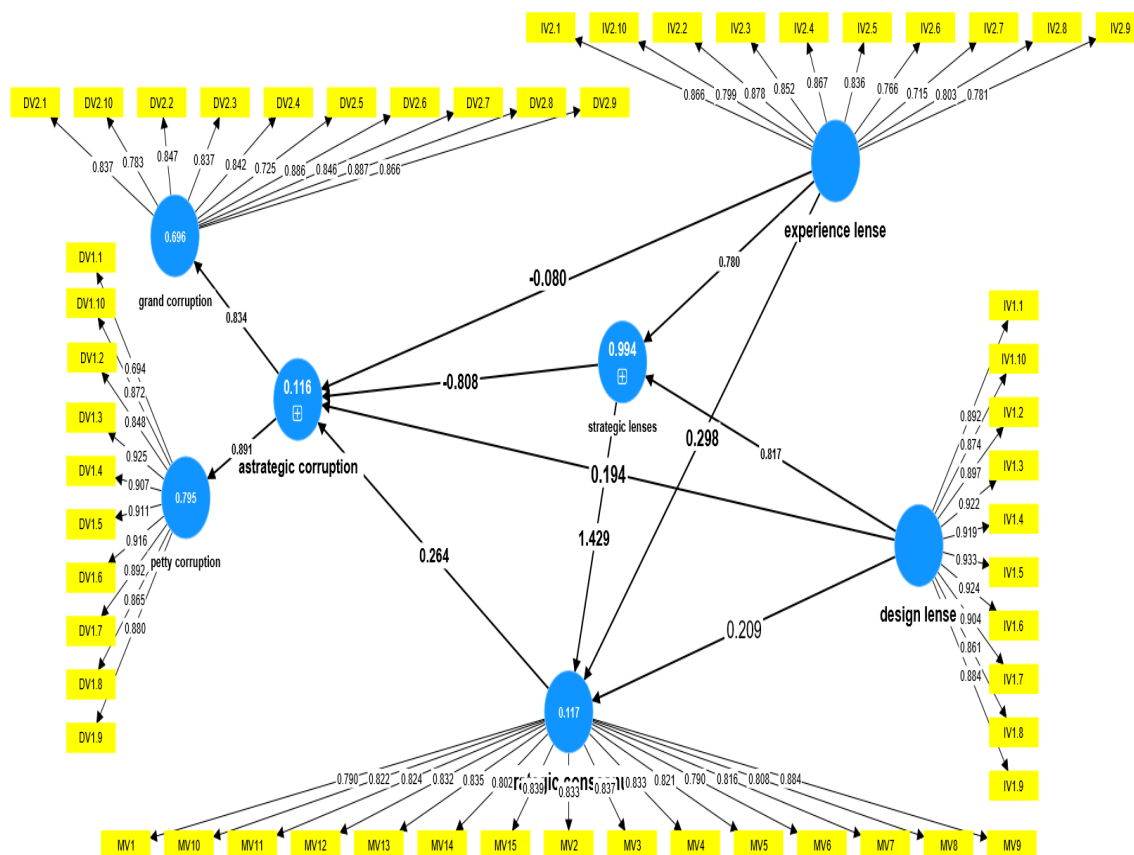 IV2.1 IV2.10 IV2.2 IV2.3 IV2.4 IV2.5 IV2.6 IV2.7 IV2.8 IV2.9
0.866 0.799 0.878 0.852 0.867 0.836 0.766 0.715 0.803 0.781
DV2.1 DV2.10 DV2.2 DV2.3 DV2.4 DV2.5 DV2.6 DV2.7 DV2.8 DV2.9
0.837 0.783 0.847 0.837 0.842 0.725 0.886 0.846 0.887 0.866
experience lense
0.696
grand corruption
DV1.1
DV1.10
DV1.2
DV1.3
DV1.4
DV1.5
DV1.6
DV1.7
DV1.8
DV1.9
0.694
0.872
0.848
0.925
0.907
0.911
0.916
0.892
0.865
0.880
0.795
petty corruption
0.834
0.891
0.116
astrategic corruption
-0.080
0.780
-0.808
0.994
strategic lenses
0.298
0.817
0.194
1.429
0.264
0.209
design lense
IV1.1
IV1.10
IV1.2
IV1.3
IV1.4
IV1.5
IV1.6
IV1.7
IV1.8
IV1.9
0.892
0.874
0.897
0.922
0.919
0.933
0.924
0.904
0.861
0.884
0.117
0.790 0.822 0.824 0.832 0.835 0.802 0.839 0.833 0.837 0.833 0.821 0.790 0.816 0.808 0.884
MV1 MV10 MV11 MV12 MV13 MV14 MV15 MV2 MV3 MV4 MV5 MV6 MV7 MV8 MV9